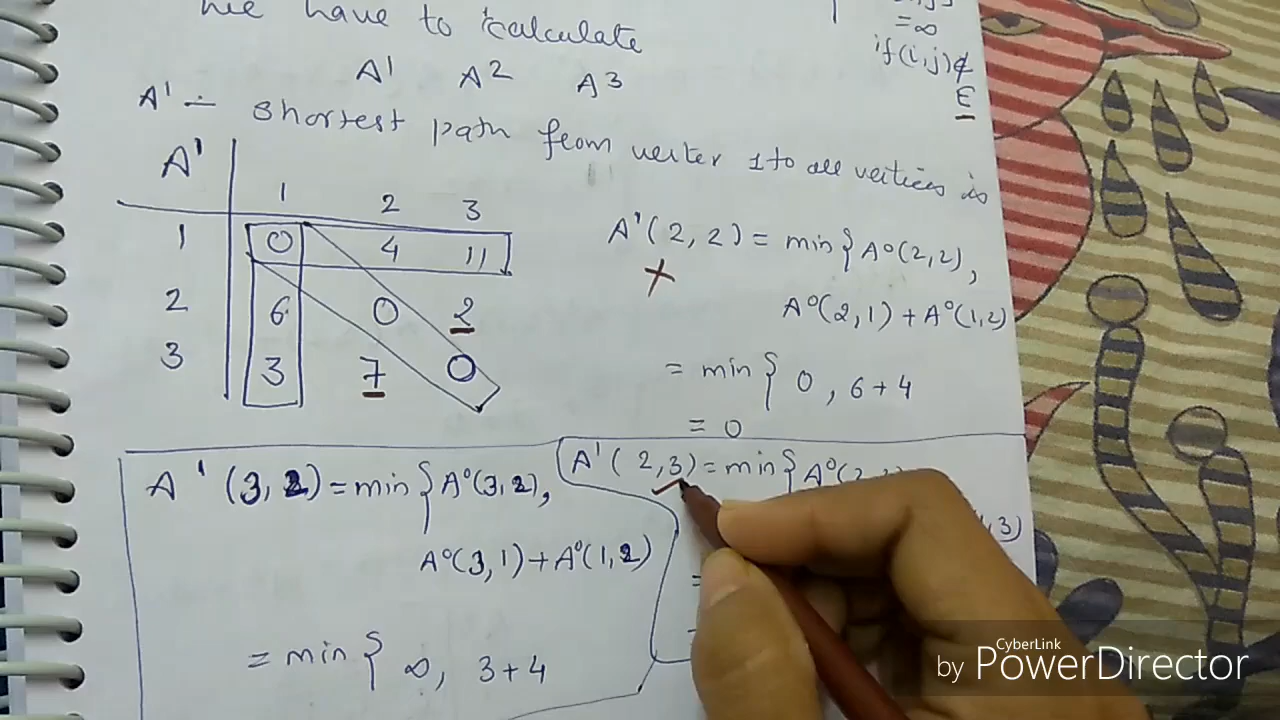 We have to calculate
= ∞
if (i,j) ∉
E
A¹ A² A³
A¹ :- shortest path from vertex 1 to all vertices is
A¹
1 2 3
1 0 4 11
2 6 0 2
3 3 7 0
A¹(2,2) = min{A⁰(2,2),
A⁰(2,1)+A⁰(1,2)
= min{ 0, 6+4
= 0
A¹(3,2) = min{A⁰(3,2),
A⁰(3,1)+A⁰(1,2)
= min{ ∞, 3+4
A¹(2,3) = min{A⁰(2,
,3)
=
CyberLink
by PowerDirector